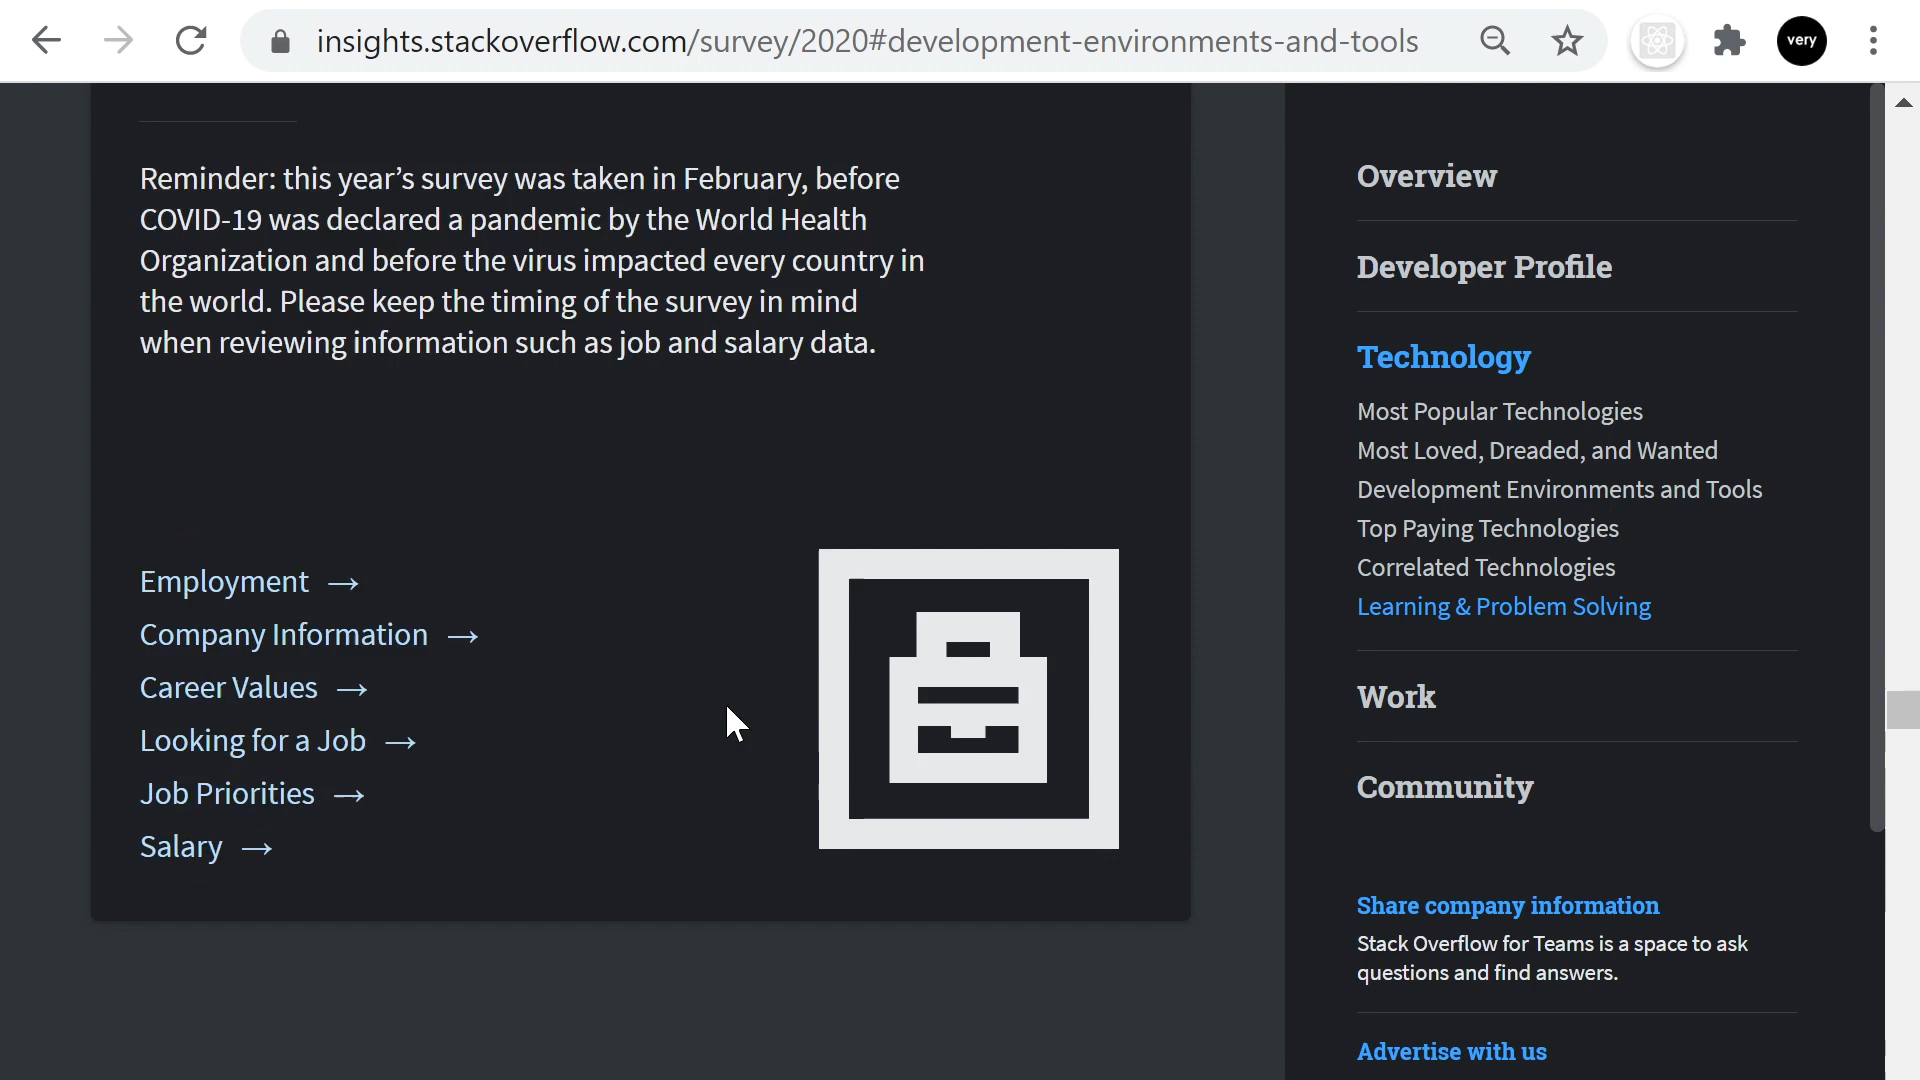 insights.stackoverflow.com/survey/2020#development-environments-and-tools
very
Reminder: this year’s survey was taken in February, before
COVID-19 was declared a pandemic by the World Health
Organization and before the virus impacted every country in
the world. Please keep the timing of the survey in mind
when reviewing information such as job and salary data.
Employment →
Company Information →
Career Values →
Looking for a Job →
Job Priorities →
Salary →
Overview
Developer Profile
Technology
Most Popular Technologies
Most Loved, Dreaded, and Wanted
Development Environments and Tools
Top Paying Technologies
Correlated Technologies
Learning & Problem Solving
Work
Community
Share company information
Stack Overflow for Teams is a space to ask
questions and find answers.
Advertise with us